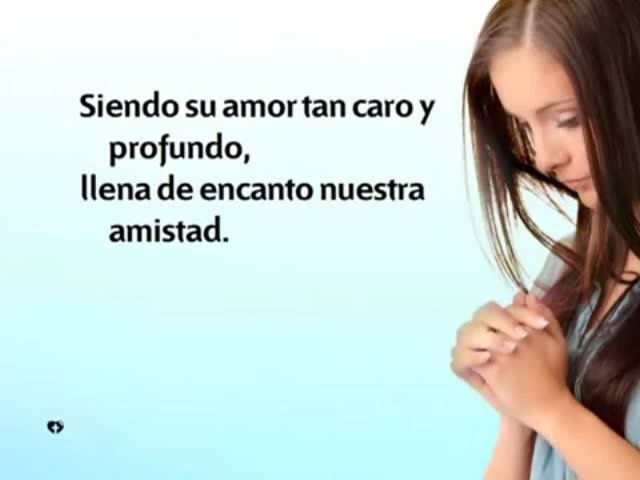 Siendo su amor tan caro y
profundo,
llena de encanto nuestra
amistad.